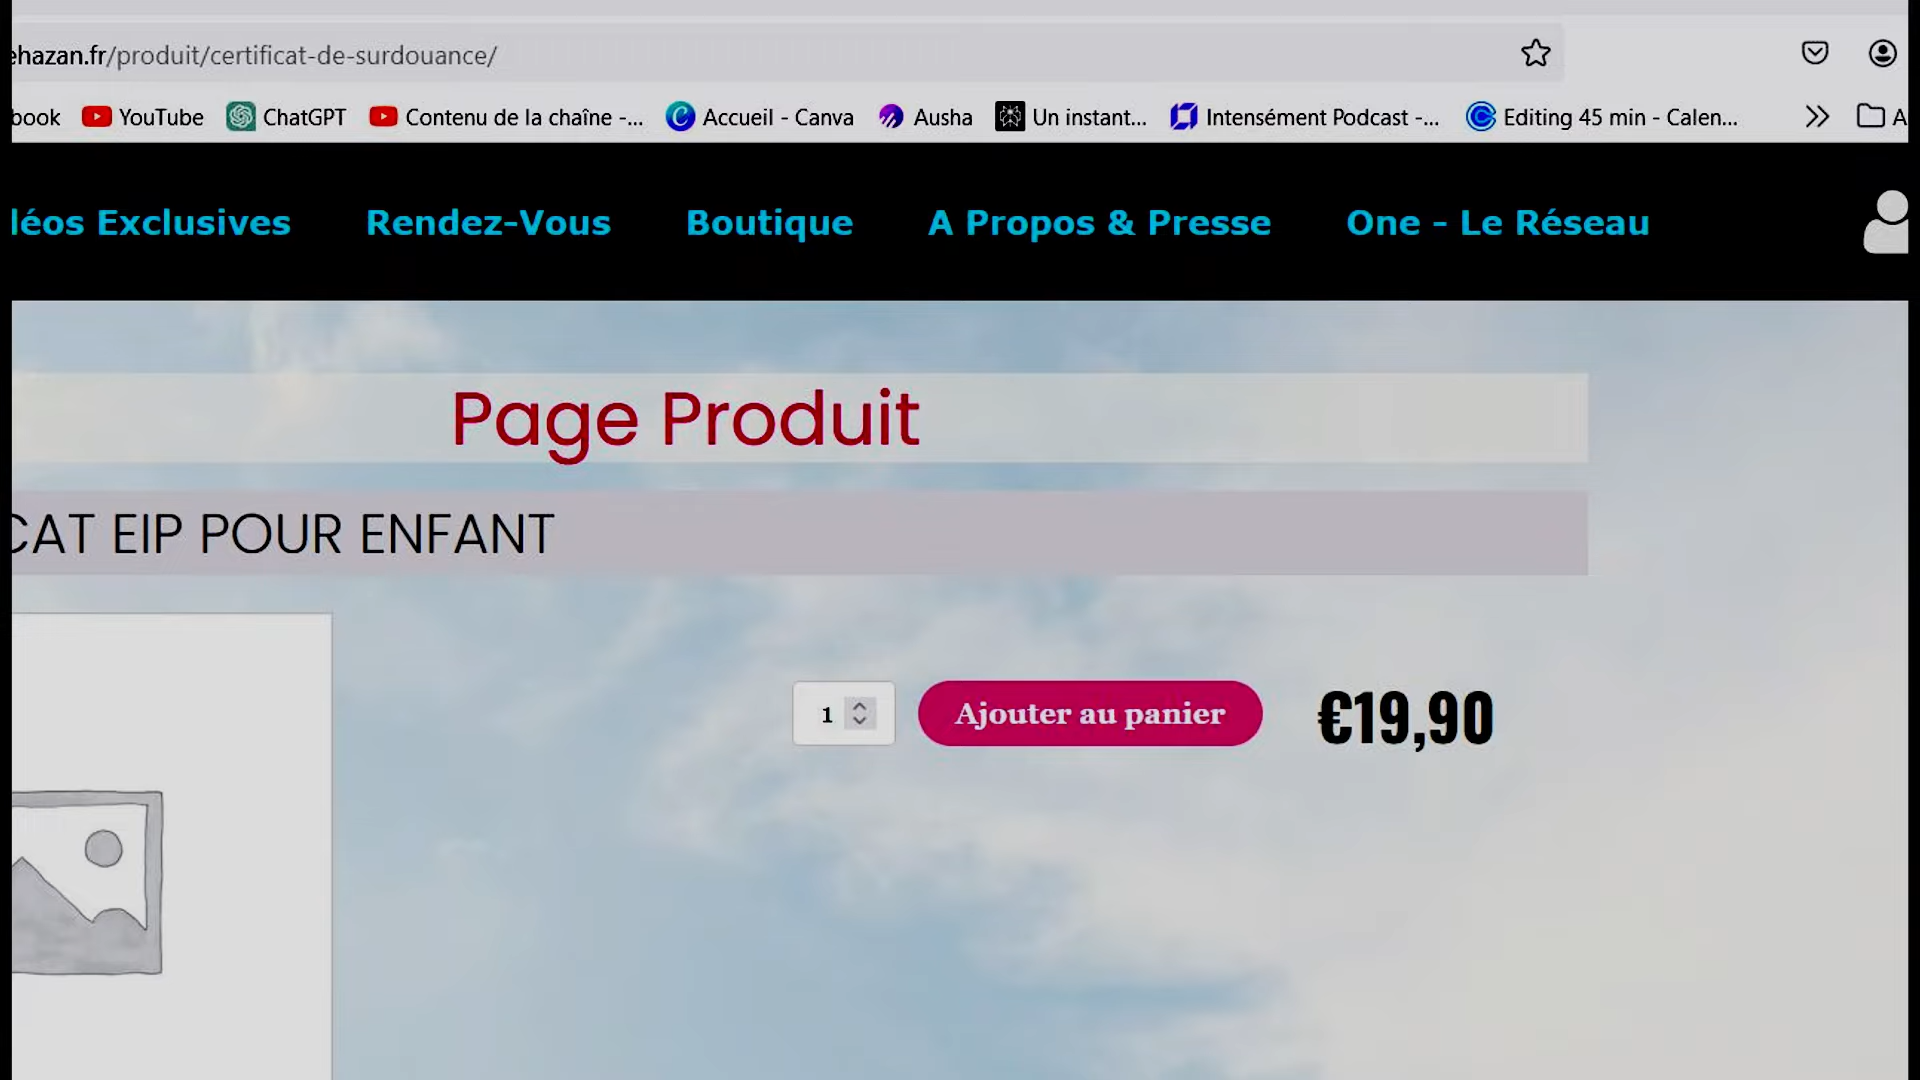 ehazan.fr/produit/certificat-de-surdouance/
book YouTube ChatGPT Contenu de la chaîne -... Accueil - Canva Ausha Un instant... Intensément Podcast -... Editing 45 min - Calen... A
déos Exclusives Rendez-Vous Boutique A Propos & Presse One - Le Réseau
Page Produit
CAT EIP POUR ENFANT
1 Ajouter au panier €19,90